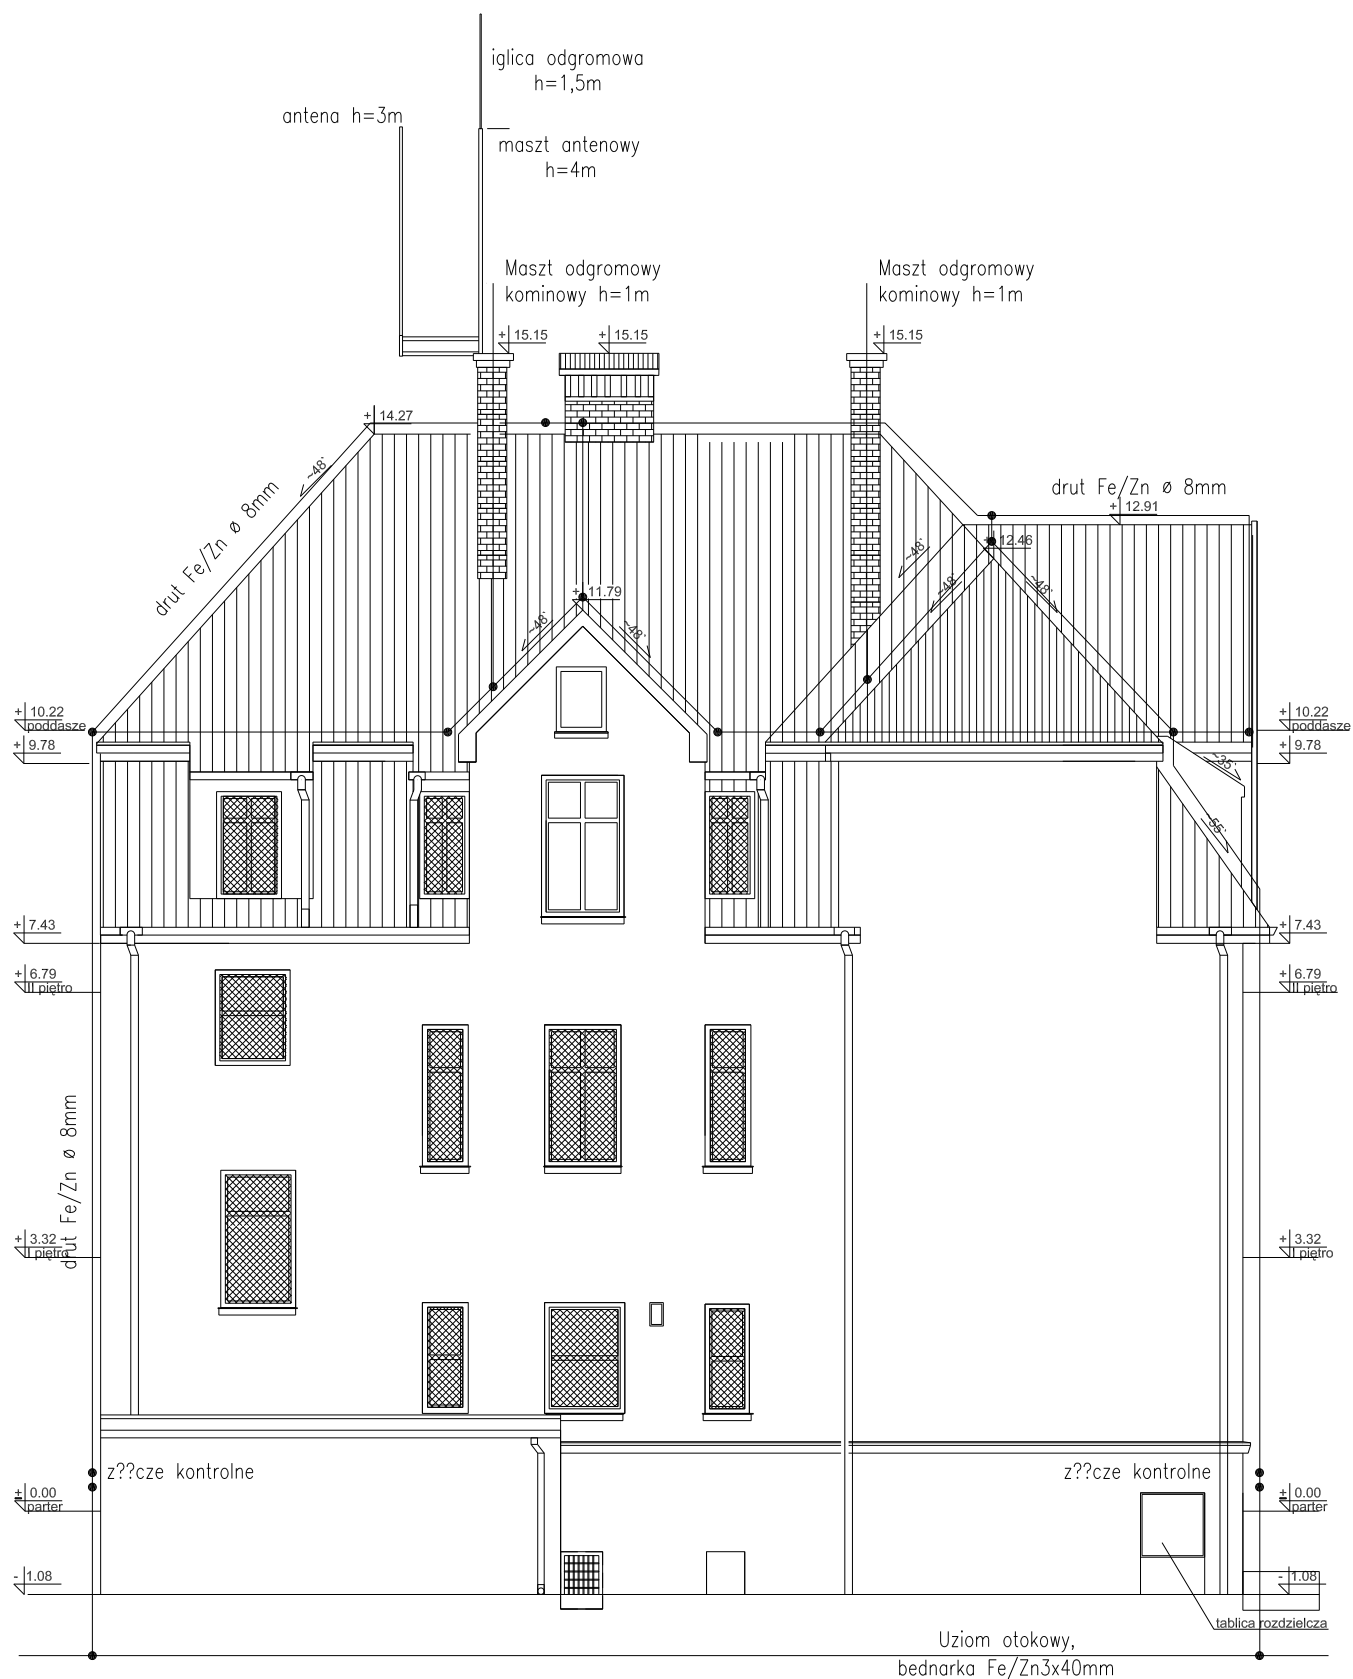 iglica odgromowa
h=1,5m
antena h=3m
maszt antenowy
h=4m
Maszt odgromowy
kominowy h=1m
Maszt odgromowy
kominowy h=1m
+ 15.15
+ 15.15
+ 15.15
+ 14.27
~48°
drut Fe/Zn ø 8mm
drut Fe/Zn ø 8mm
+ 12.91
+ 12.46
~48°
~48°
~48°
+ 11.79
~48°
~48°
+ 10.22
poddasze
+ 9.78
+ 10.22
poddasze
+ 9.78
~35°
~55°
+ 7.43
+ 7.43
+ 6.79
II piętro
+ 6.79
II piętro
drut Fe/Zn ø 8mm
+ 3.32
I piętro
+ 3.32
I piętro
z??cze kontrolne
z??cze kontrolne
± 0.00
parter
± 0.00
parter
- 1.08
- 1.08
tablica rozdzielcza
Uziom otokowy,
bednarka Fe/Zn3x40mm